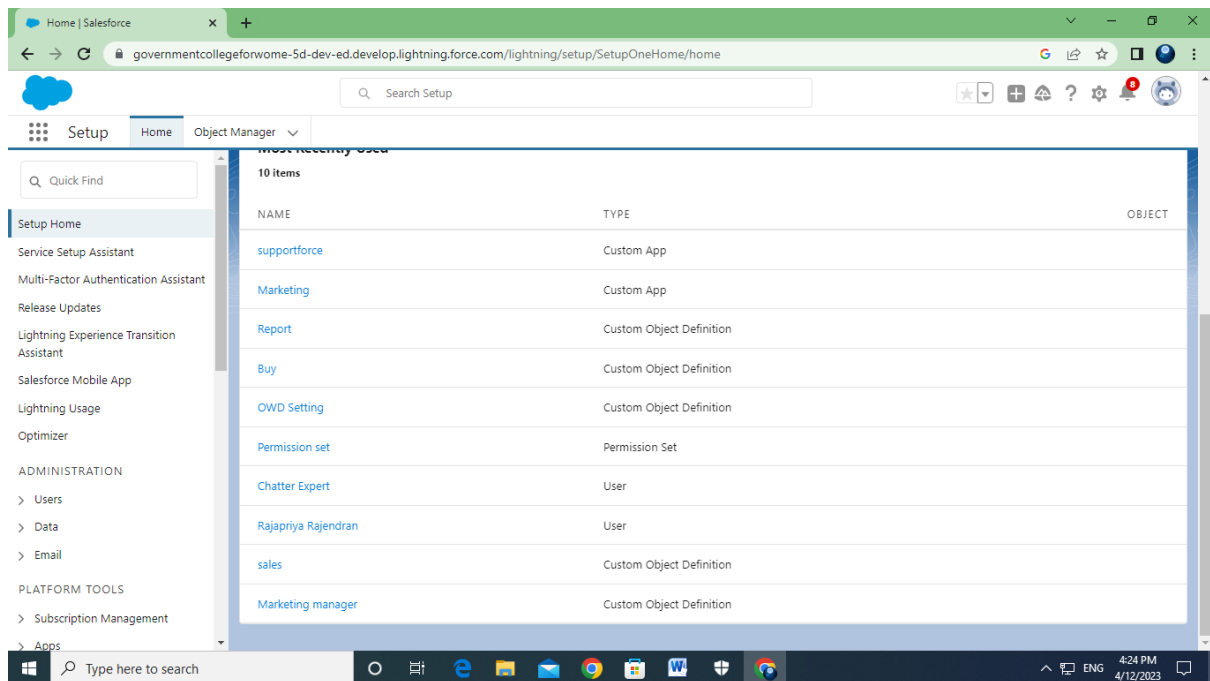 Home | Salesforce
governmentcollegeforwome-5d-dev-ed.develop.lightning.force.com/lightning/setup/SetupOneHome/home
G
Search Setup
8
Setup
Home
Object Manager
Quick Find
Setup Home
Service Setup Assistant
Multi-Factor Authentication Assistant
Release Updates
Lightning Experience Transition
Assistant
Salesforce Mobile App
Lightning Usage
Optimizer
ADMINISTRATION
Users
Data
Email
PLATFORM TOOLS
Subscription Management
Apps
Most Recently Used
10 items
NAME TYPE OBJECT
supportforce Custom App
Marketing Custom App
Report Custom Object Definition
Buy Custom Object Definition
OWD Setting Custom Object Definition
Permission set Permission Set
Chatter Expert User
Rajapriya Rajendran User
sales Custom Object Definition
Marketing manager Custom Object Definition
Type here to search
W
ENG
4:24 PM
4/12/2023